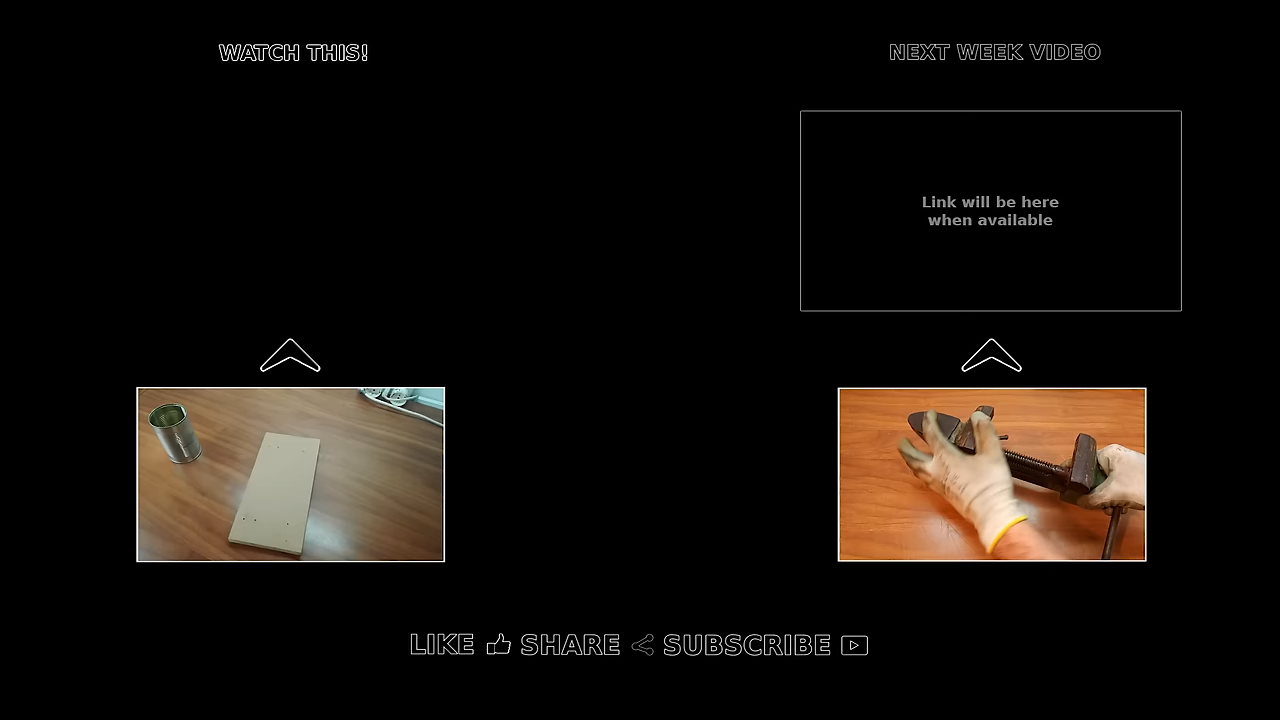 WATCH THIS!
NEXT WEEK VIDEO
Link will be here
when available
LIKE SHARE SUBSCRIBE